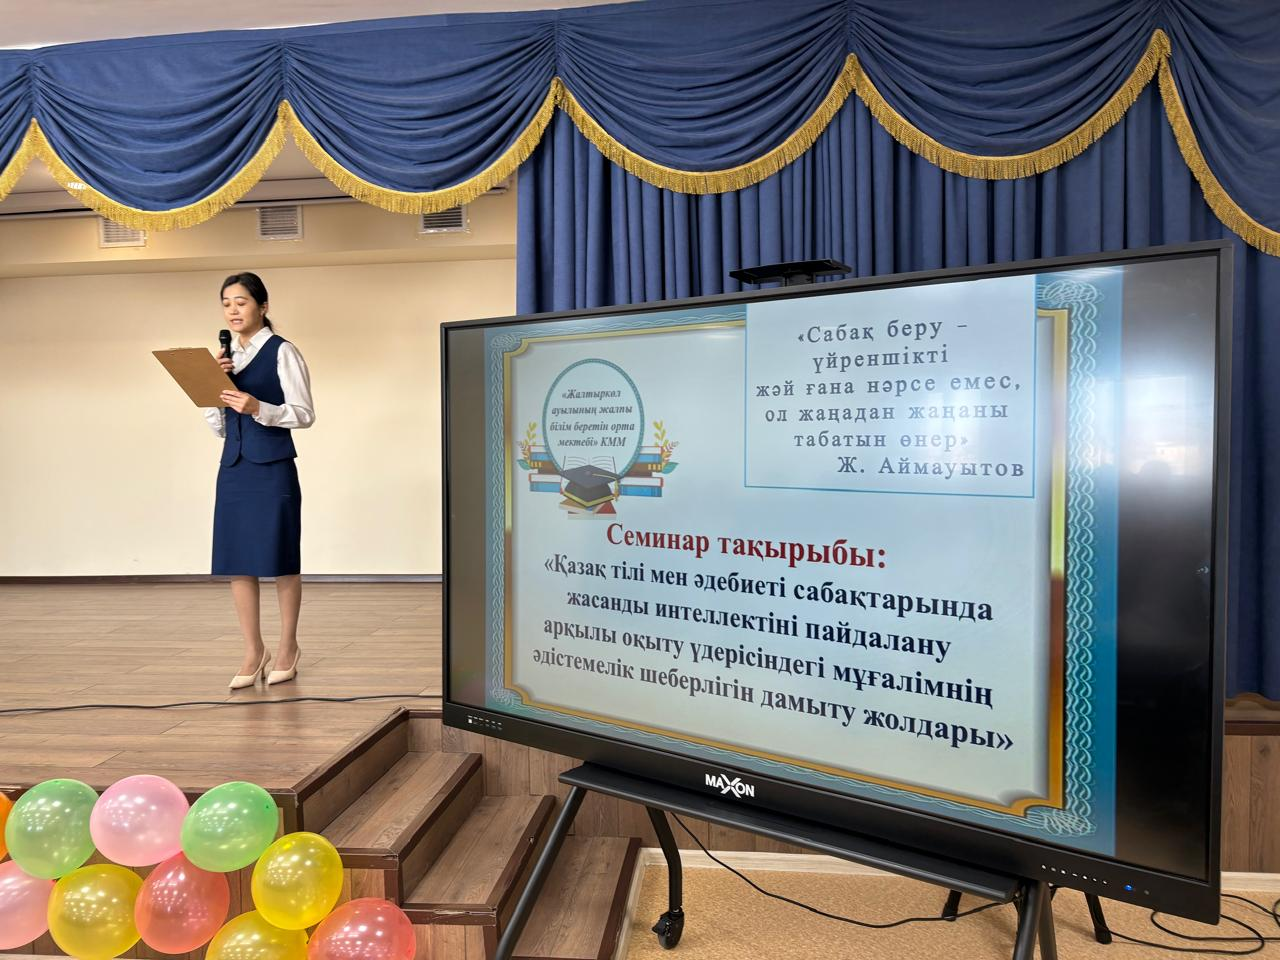 «Сабақ беру –
үйреншікті
жәй ғана нәрсе емес,
ол жаңадан жаңаны
табатын өнер»
Ж. Аймауытов
«Жалтыркөл
ауылының жалпы
білім беретін орта
мектебі» КММ
Семинар тақырыбы:
«Қазақ тілі мен әдебиеті сабақтарында
жасанды интеллектіні пайдалану
арқылы оқыту үдерісіндегі мұғалімнің
әдістемелік шеберлігін дамыту жолдары»
MAXON